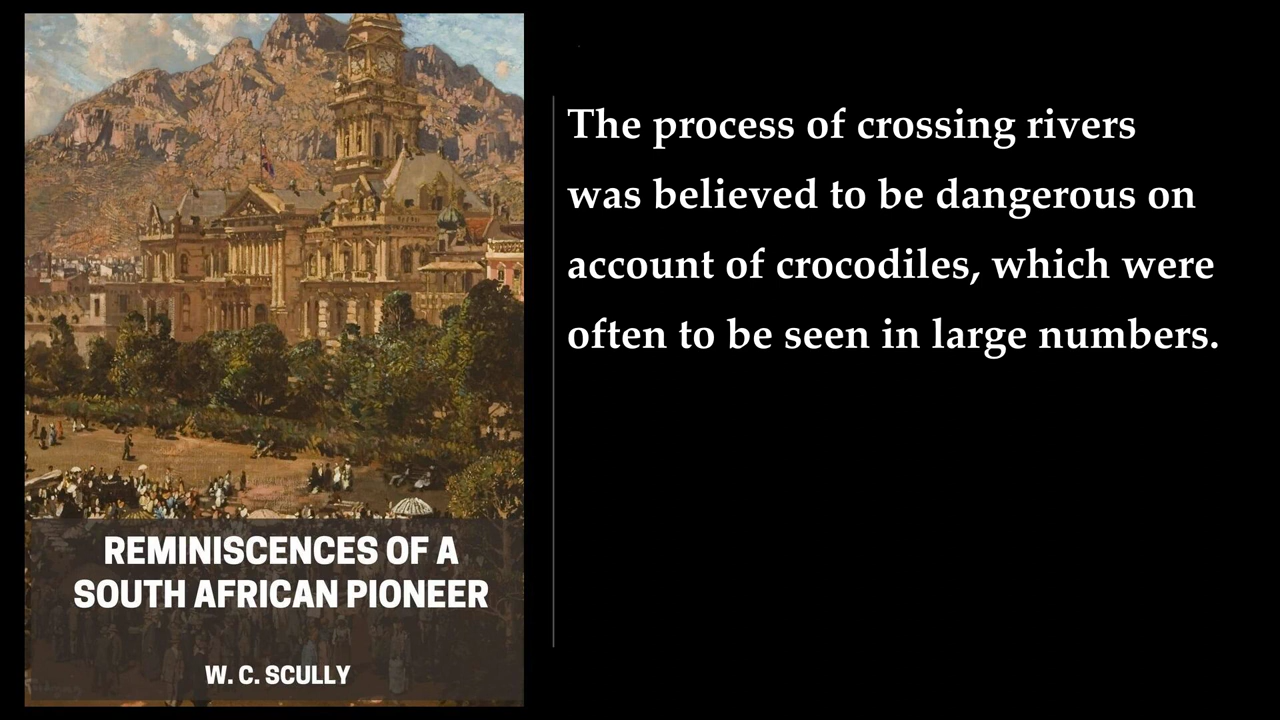 The process of crossing rivers
was believed to be dangerous on
account of crocodiles, which were
often to be seen in large numbers.
REMINISCENCES OF A
SOUTH AFRICAN PIONEER
W. C. SCULLY